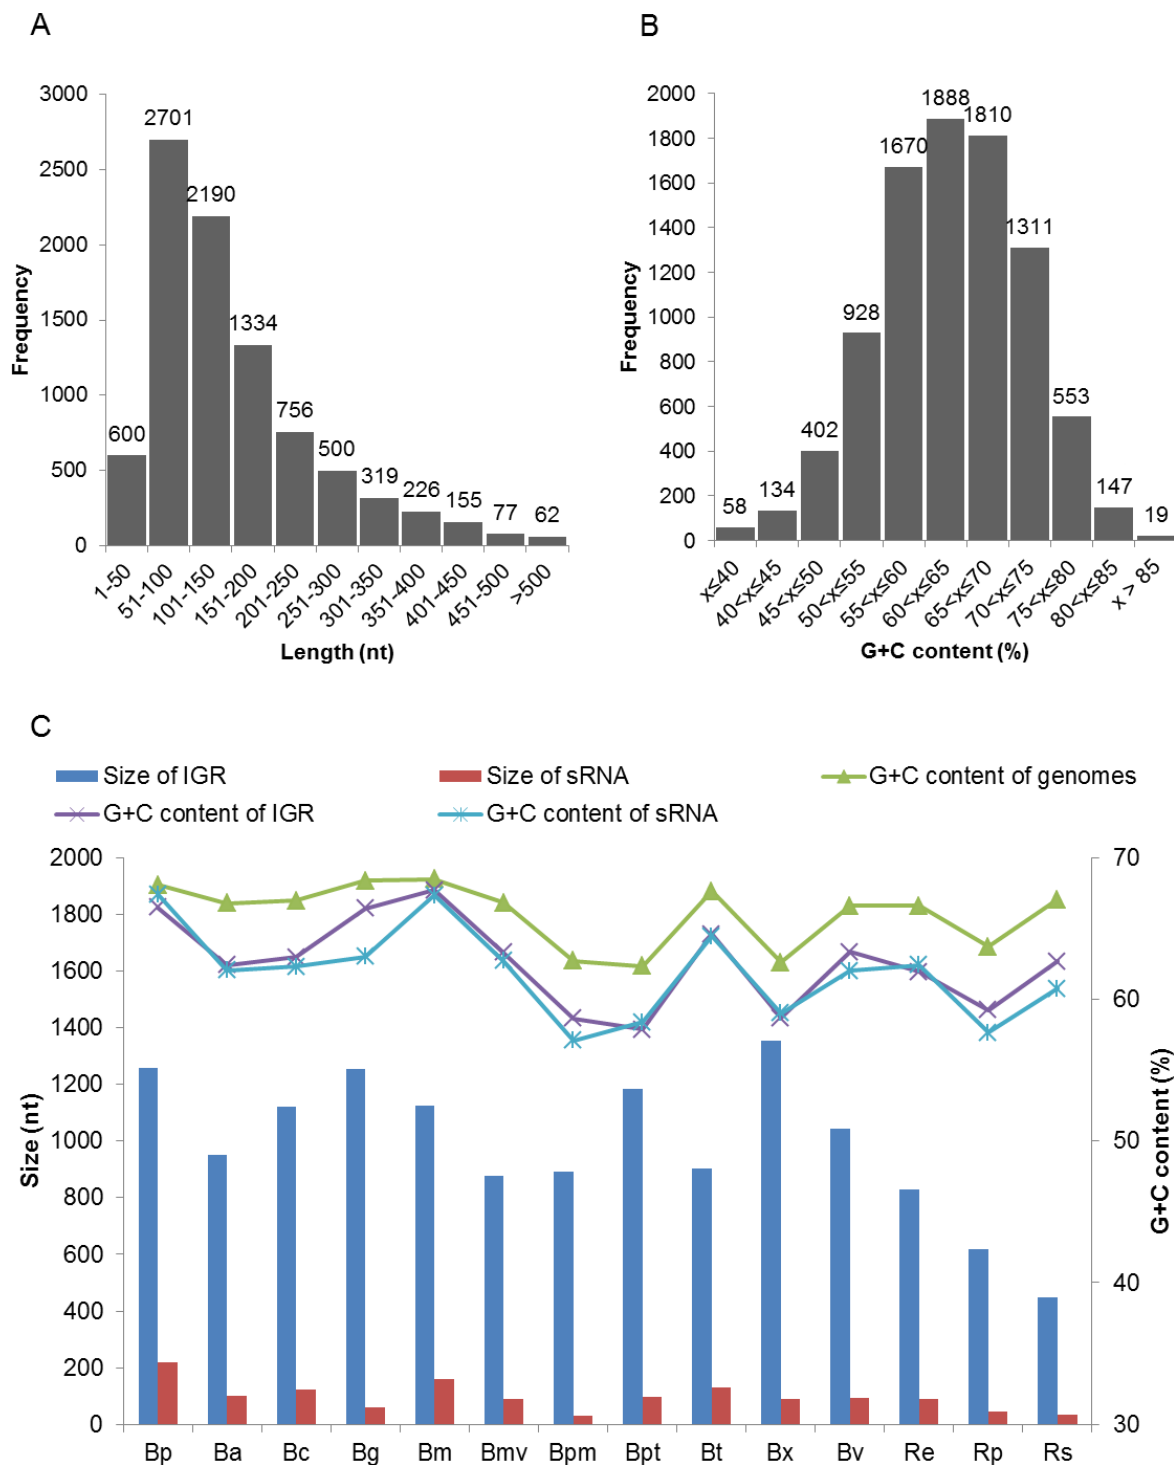 A
B
3000
2500
2000
1500
1000
500
0
Frequency
2701
2190
1334
756
600
500
319
226
155
77
62
1-50
51-100
101-150
151-200
201-250
251-300
301-350
351-400
401-450
451-500
>500
Length (nt)
2000
1800
1600
1400
1200
1000
800
600
400
200
0
Frequency
58
134
402
928
1670
1888
1810
1311
553
147
19
x≤40
40<x≤45
45<x≤50
50<x≤55
55<x≤60
60<x≤65
65<x≤70
70<x≤75
75<x≤80
80<x≤85
x > 85
G+C content (%)
C
Size of IGR
Size of sRNA
G+C content of genomes
G+C content of IGR
G+C content of sRNA
2000
1800
1600
1400
1200
1000
800
600
400
200
0
Size (nt)
70
60
50
40
30
G+C content (%)
Bp Ba Bc Bg Bm Bmv Bpm Bpt Bt Bx Bv Re Rp Rs